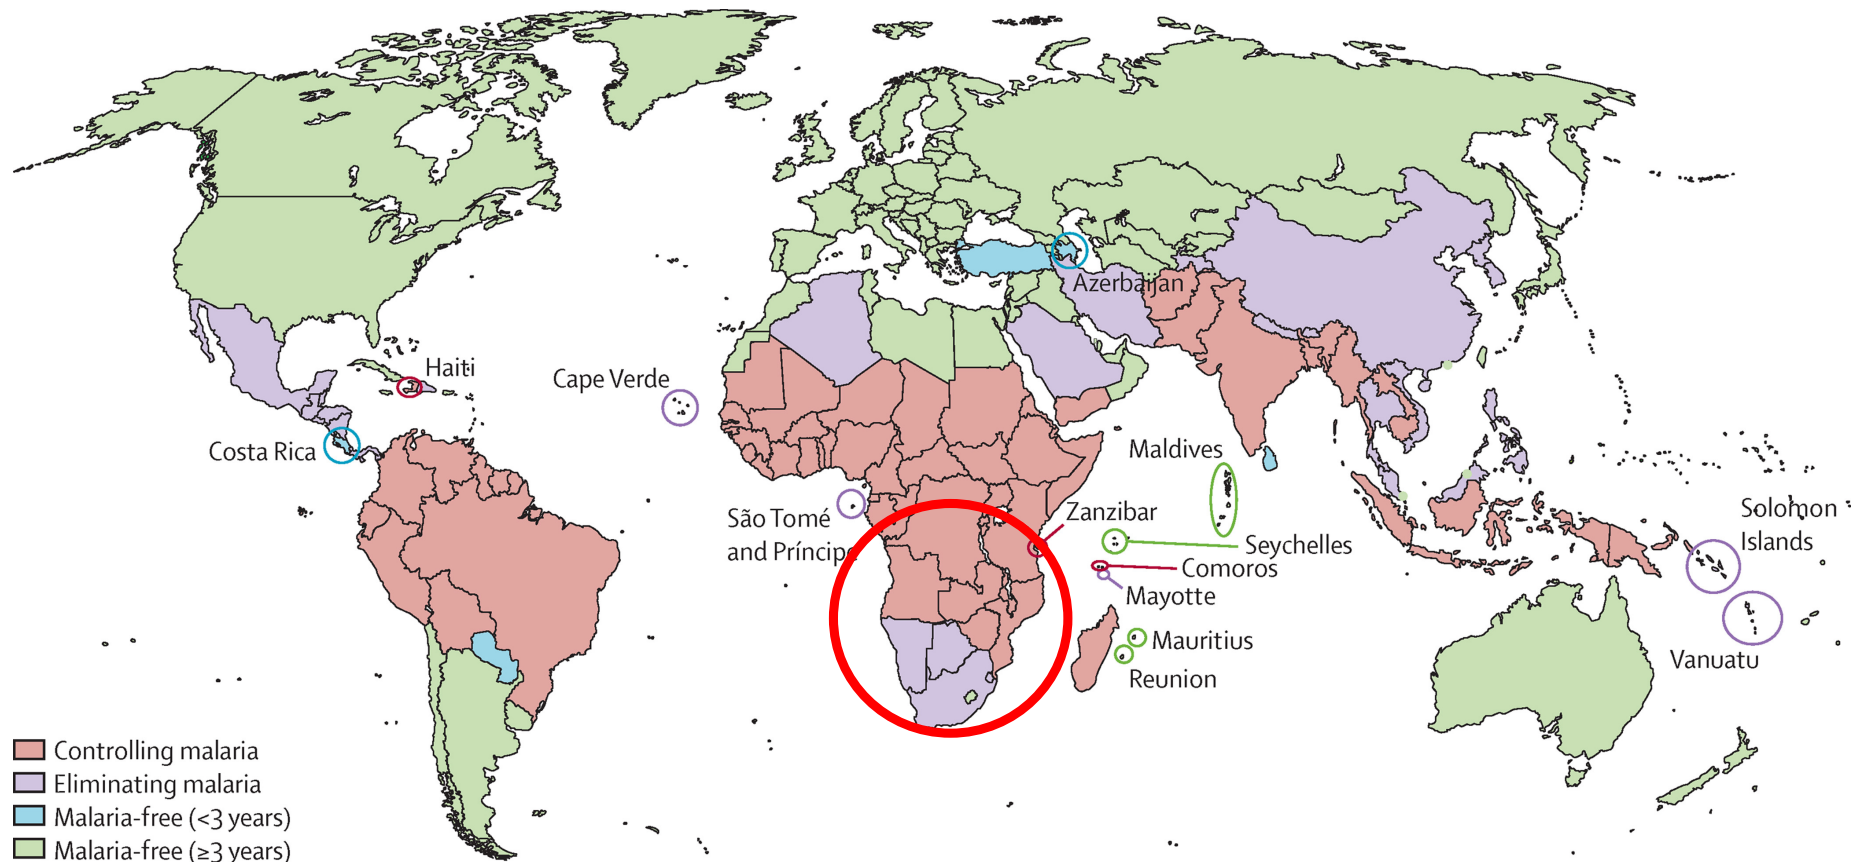 Haiti
Cape Verde
Costa Rica
São Tomé
and Príncipe
Azerbaijan
Maldives
Zanzibar
Seychelles
Comoros
Mayotte
Mauritius
Reunion
Solomon
Islands
Vanuatu
Controlling malaria
Eliminating malaria
Malaria-free (<3 years)
Malaria-free (≥3 years)